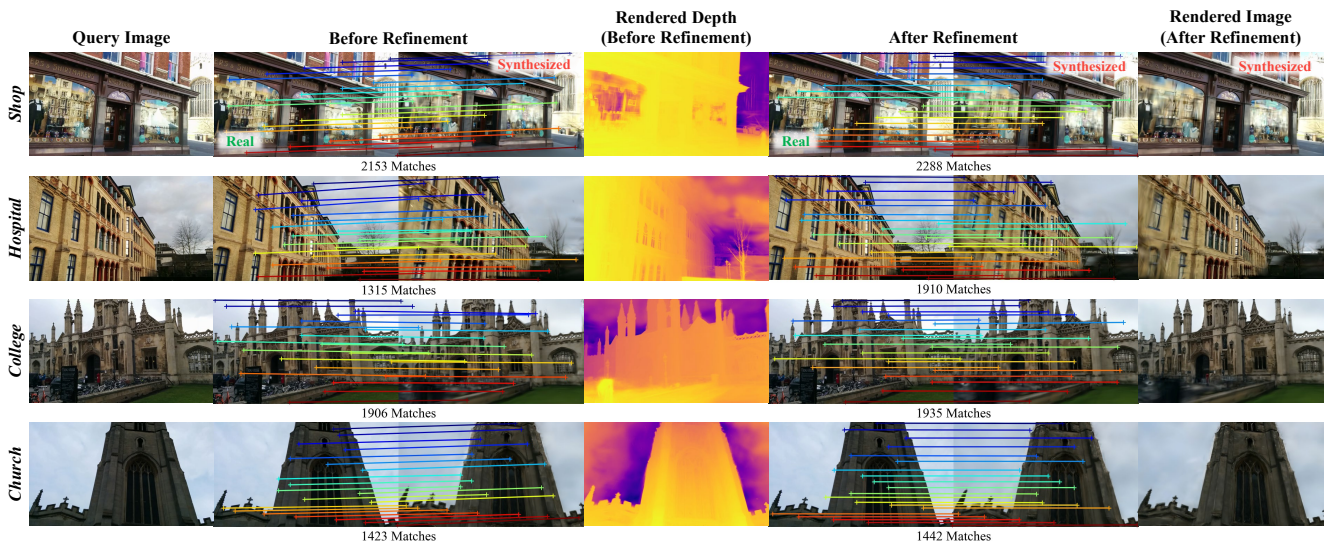 Query Image
Before Refinement
Rendered Depth
(Before Refinement)
After Refinement
Rendered Image
(After Refinement)
Shop
Real
Synthesized
2153 Matches
Real
Synthesized
2288 Matches
Synthesized
Hospital
1315 Matches
1910 Matches
College
1906 Matches
1935 Matches
Church
1423 Matches
1442 Matches